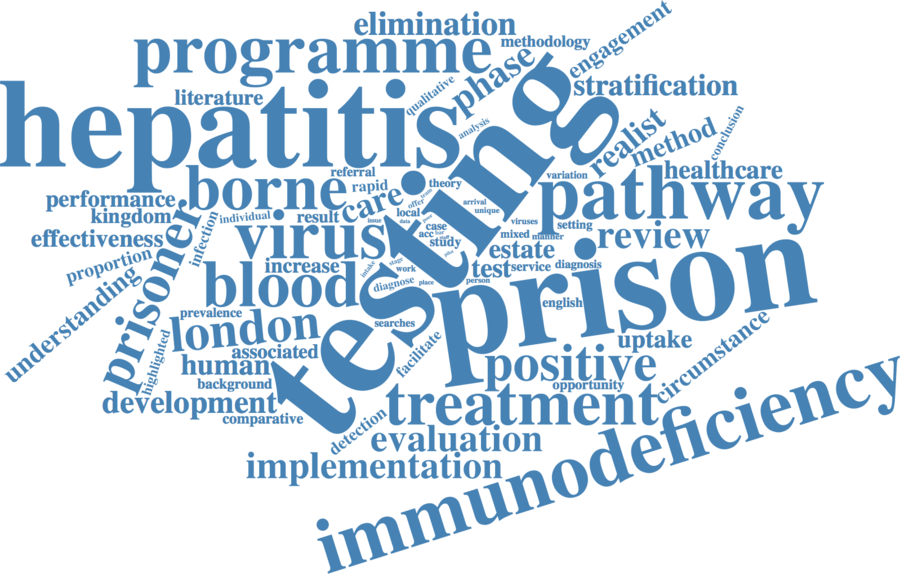 elimination
programme
methodology
engagement
hepatitis
literature
qualitative
phase
stratification
analysis
testing
realist
method
conclusion
borne
referral
rapid
care
theory
variation
healthcare
pathway
performance
kingdom
effectiveness
proportion
understanding
prisoner
infection
individual
result
virus
issue
local
offer
team
data
arrival
unique
viruses
case
acc
study
mixed
manner
setting
review
estate
prison
increase
blood
intake
stage
work
diagnose
place
test
service
diagnosis
person
english
prevalence
london
searches
highlighted
associated
human
background
development
comparative
facilitate
uptake
circumstance
positive
opportunity
treatment
detection
evaluation
implementation
immunodeficiency